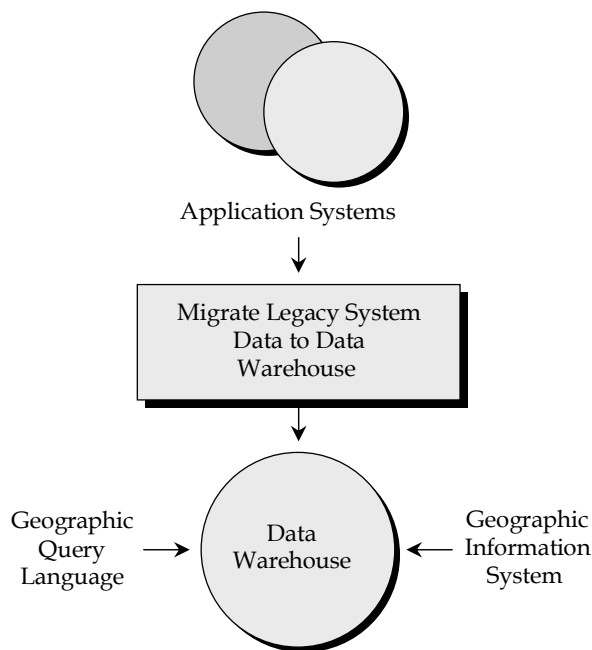 Application Systems
Migrate Legacy System
Data to Data
Warehouse
Geographic
Query
Language
Data
Warehouse
Geographic
Information
System